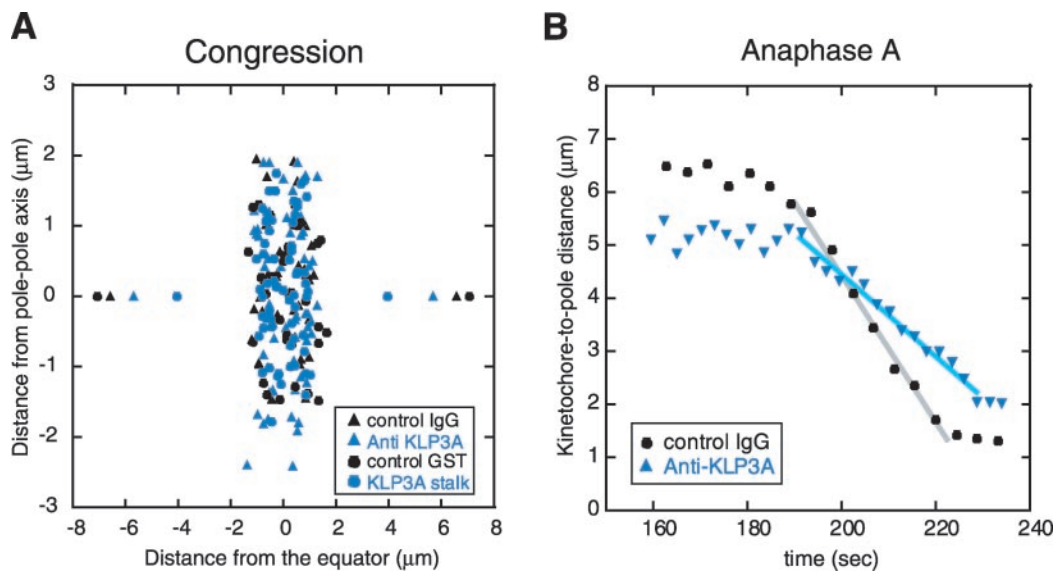 A
Congression
Distance from pole-pole axis (μm)
3
2
1
0
-1
-2
-3
-8
-6
-4
-2
0
2
4
6
8
Distance from the equator (μm)
control IgG
Anti KLP3A
control GST
KLP3A stalk
B
Anaphase A
Kinetochore-to-pole distance (μm)
8
7
6
5
4
3
2
1
0
160
180
200
220
240
time (sec)
control IgG
Anti-KLP3A